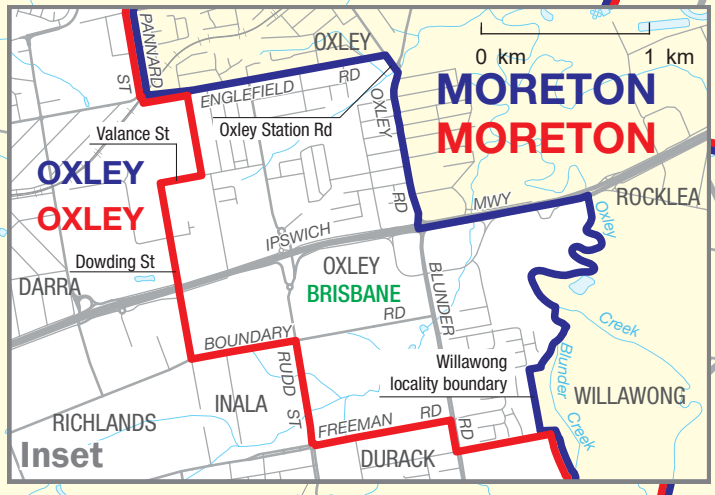 PANNARD
ST
OXLEY
0 km
1 km
ENGLEFIELD
RD
MORETON
MORETON
Valance St
Oxley Station Rd
OXLEY
RD
OXLEY
OXLEY
MWY
ROCKLEA
Oxley
Creek
IPSWICH
Dowding St
OXLEY
BRISBANE
DARRA
BLUNDER
RD
BOUNDARY
RD
RUDD
ST
Willawong
locality boundary
Blunder
Creek
WILLAWONG
INALA
RICHLANDS
FREEMAN
RD
DURACK
Inset